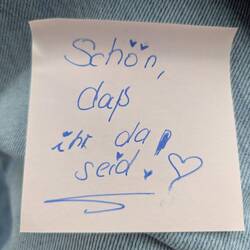 Schön,
daß
ihr da
seid!